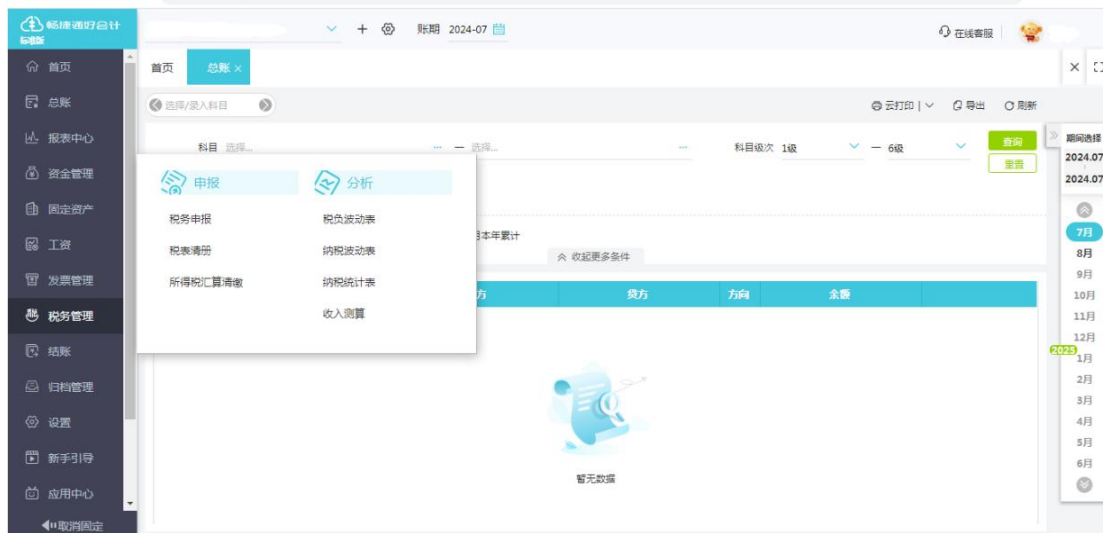 畅捷通好会计
标准版
账期 2024-07
在线客服
首页
总账
报表中心
资金管理
固定资产
工资
发票管理
税务管理
结账
归档管理
设置
新手引导
应用中心
取消固定
首页 总账 ×
选择/录入科目
云打印 | 导出 刷新
科目 选择... ... — 选择... ... 科目级次 1级 — 6级
查询
重置
申报 分析
税务申报 税负波动表
税表清册 纳税波动表
所得税汇算清缴 纳税统计表
收入测算
本年累计
收起更多条件
方 贷方 方向 余额
暂无数据
期间选择
2024.07
2024.07
7月
8月
9月
10月
11月
12月
2025
1月
2月
3月
4月
5月
6月